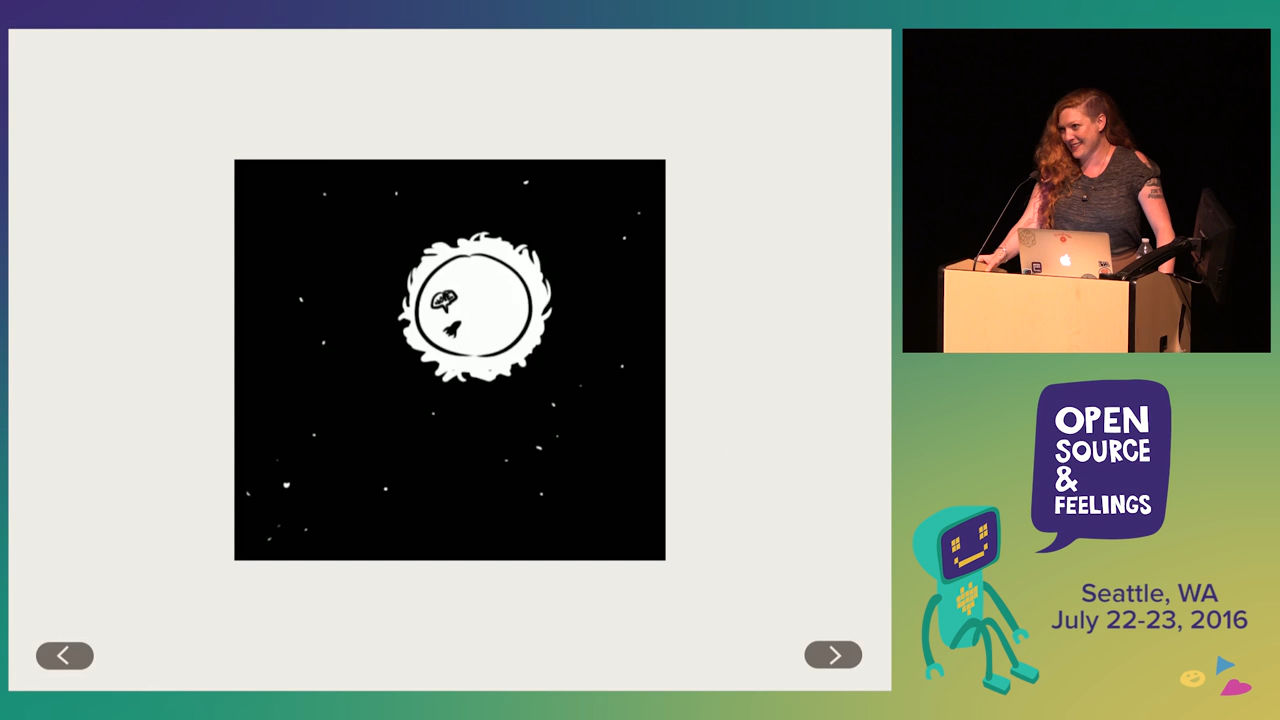 OPEN
SOURCE
&
FEELINGS
Seattle, WA
July 22-23, 2016